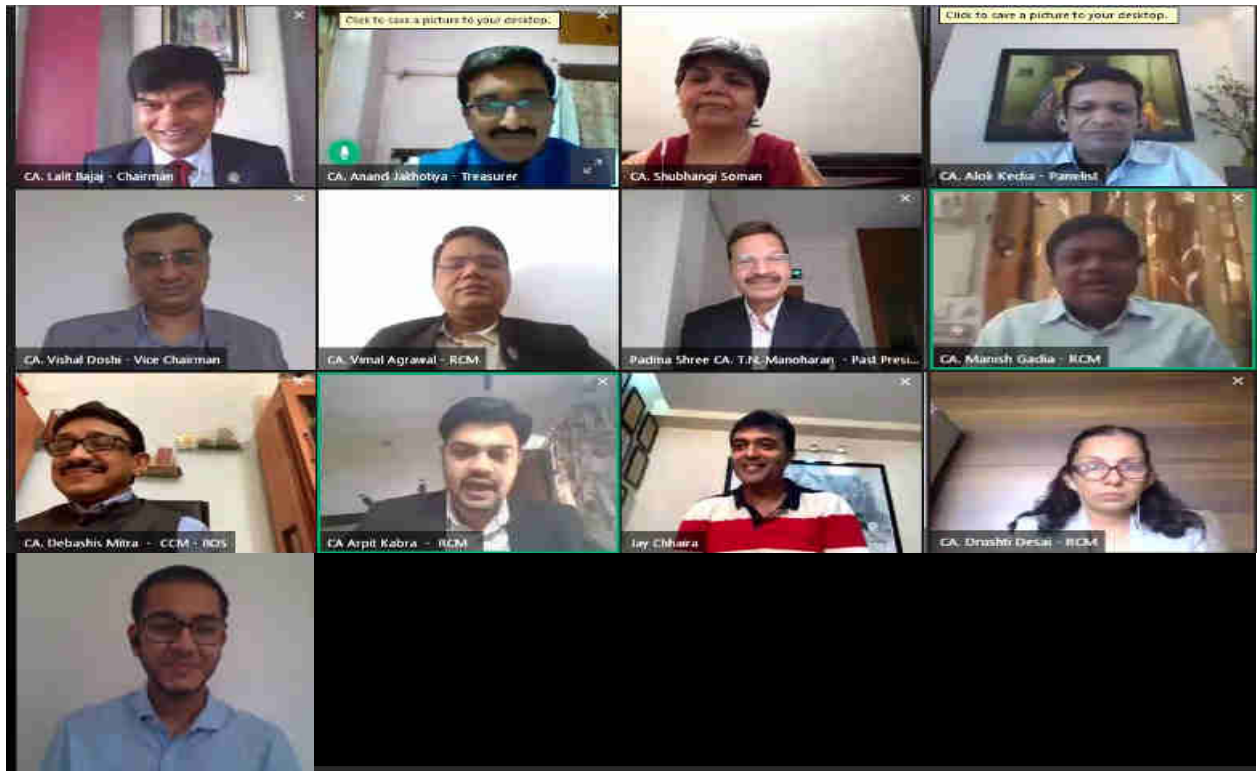 Click to save a picture to your desktop.
Click to save a picture to your desktop.
CA. Lalit Bajaj - Chairman
CA. Anand Jakhotiya - Treasurer
CA. Shubhangi Soman
CA. Alok Kedia - Panelist
CA. Vishal Doshi - Vice Chairman
CA. Vimal Agrawal - RCM
Padma Shree CA. T.N. Manoharan - Past Presi...
CA. Manish Gadia - RCM
CA. Debashis Mitra - CCM - BOS
CA Arpit Kabra - RCM
Jay Chhaira
CA. Drushti Desai - RCM